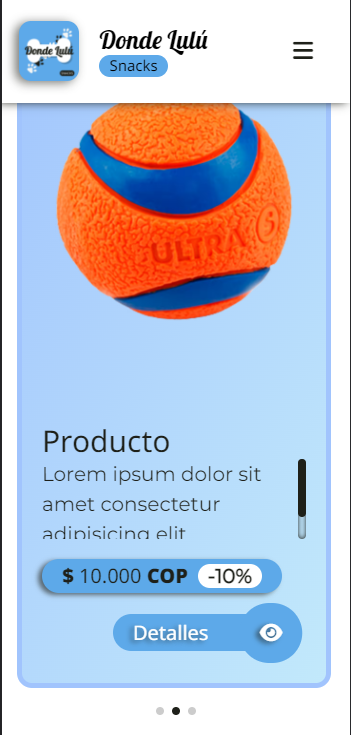 Donde Lulú
Donde Lulú
Snacks
ULTRA
Producto
Lorem ipsum dolor sit
amet consectetur
adipisicing elit
$ 10.000 COP -10%
Detalles